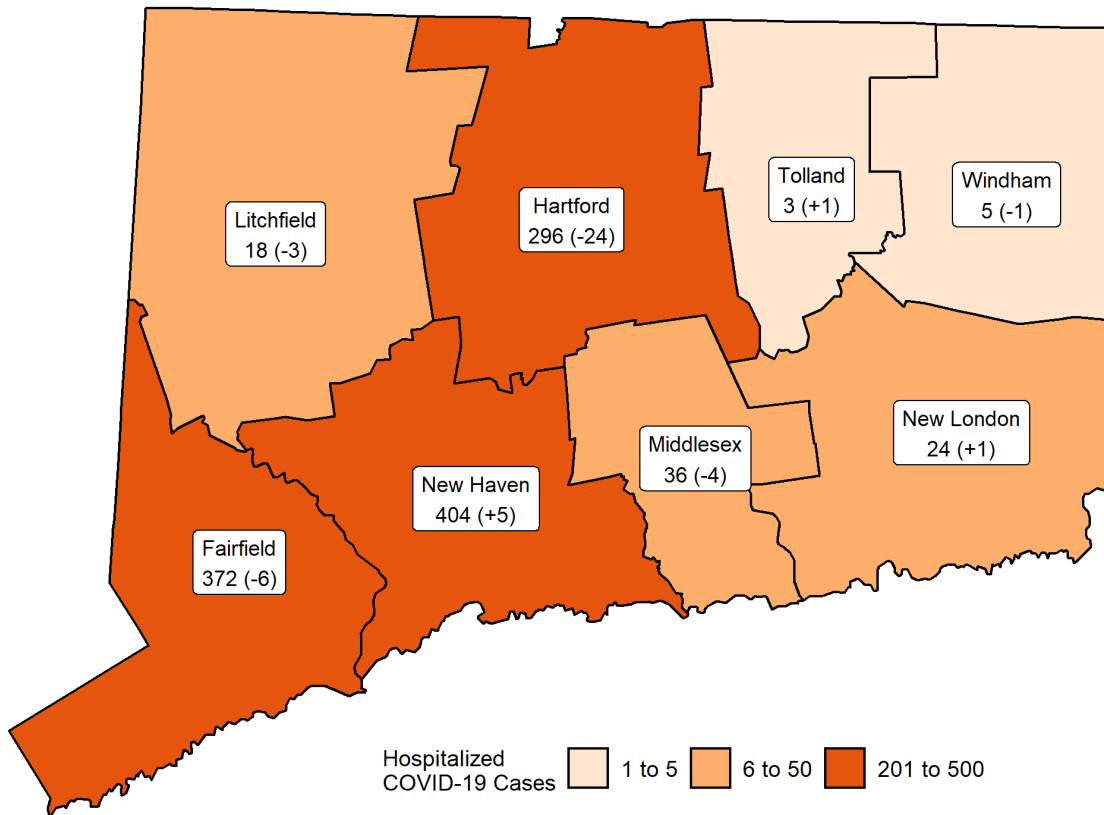 Litchfield
18 (-3)
Hartford
296 (-24)
Tolland
3 (+1)
Windham
5 (-1)
Fairfield
372 (-6)
New Haven
404 (+5)
Middlesex
36 (-4)
New London
24 (+1)
Hospitalized
COVID-19 Cases
1 to 5
6 to 50
201 to 500